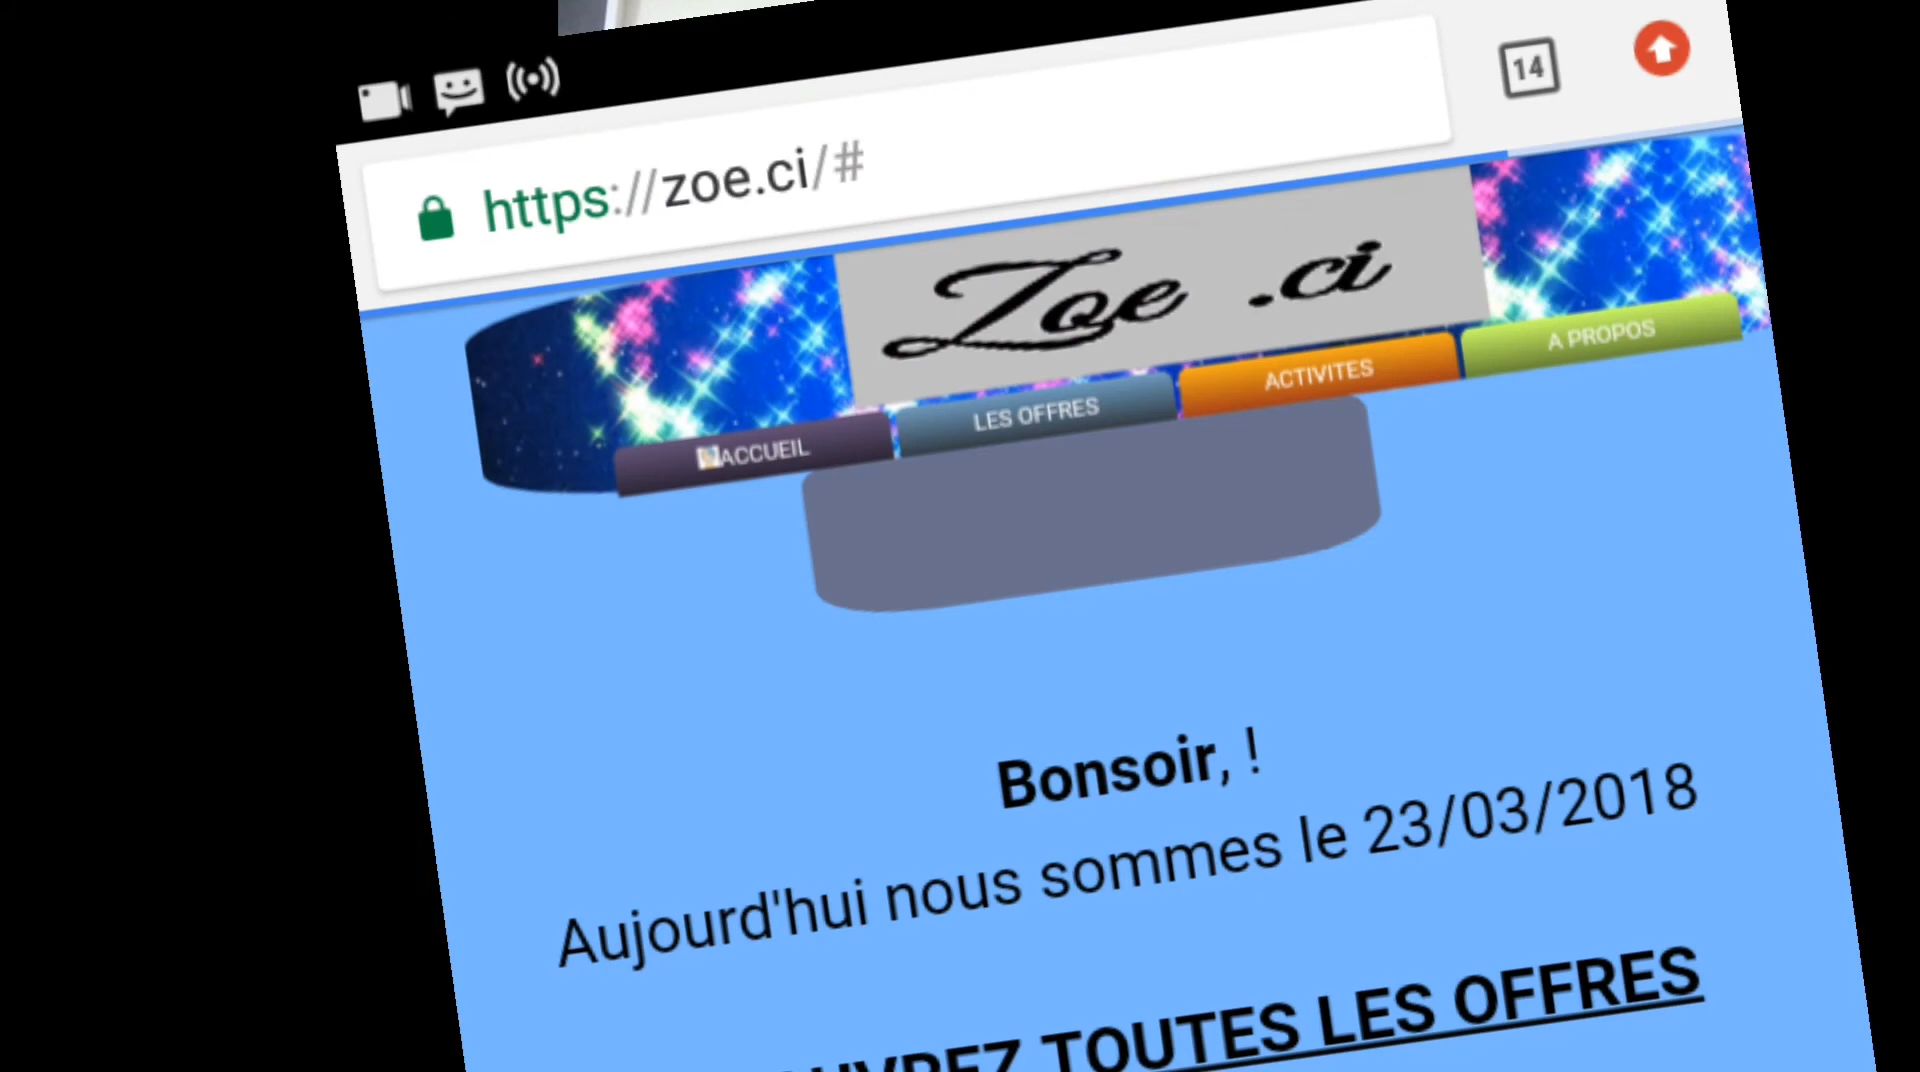 14
https://zoe.ci/#
Zoe .ci
ACCUEIL
LES OFFRES
ACTIVITES
A PROPOS
Bonsoir, !
Aujourd'hui nous sommes le 23/03/2018
TOUTES LES OFFRES